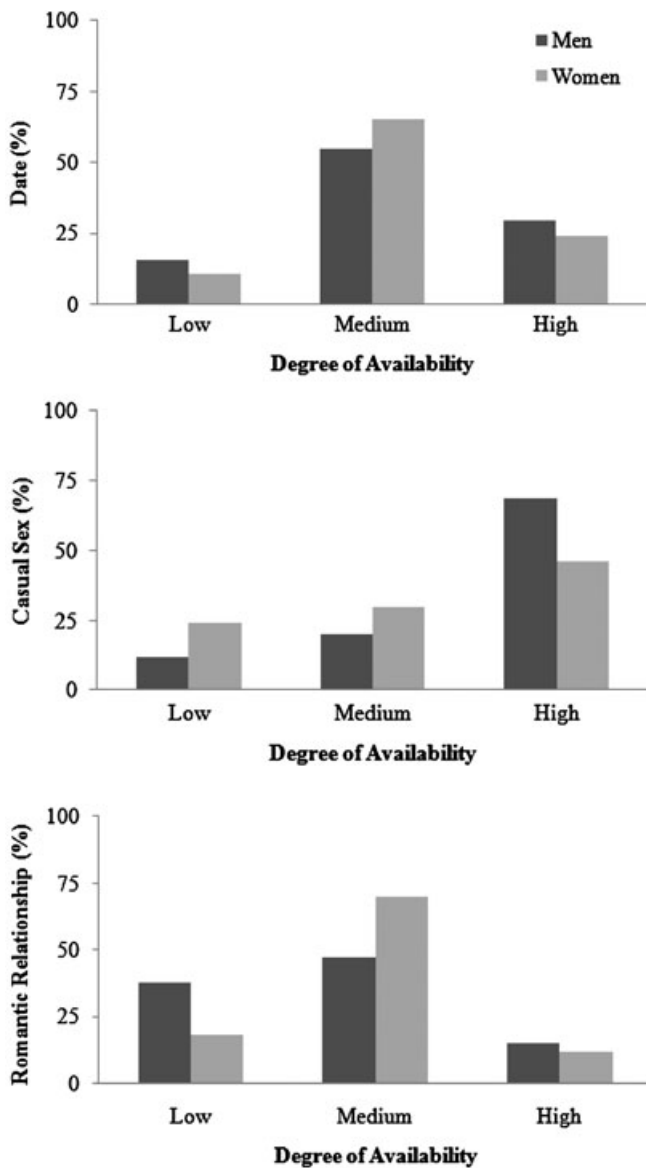 100
Men
Women
75
Date (%)
50
25
0
Low Medium High
Degree of Availability
100
75
Casual Sex (%)
50
25
0
Low Medium High
Degree of Availability
100
75
Romantic Relationship (%)
50
25
0
Low Medium High
Degree of Availability